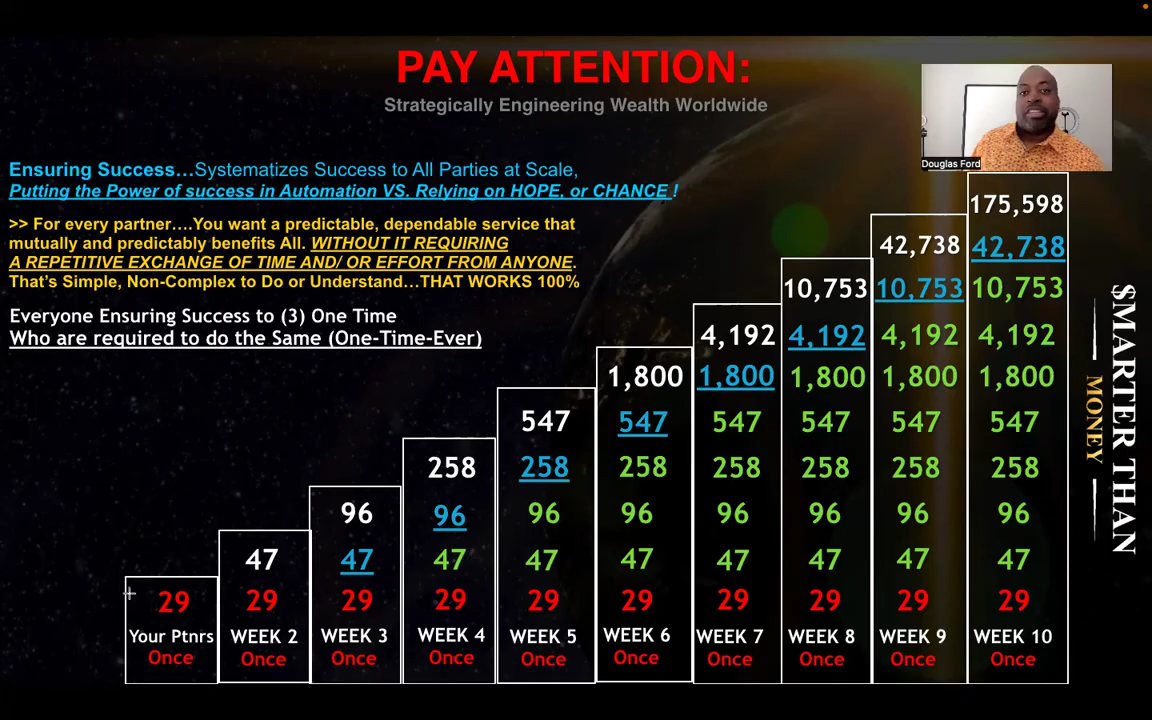 PAY ATTENTION:
Strategically Engineering Wealth Worldwide
Douglas Ford
Ensuring Success...Systematizes Success to All Parties at Scale,
Putting the Power of success in Automation VS. Relying on HOPE, or CHANCE !
>> For every partner....You want a predictable, dependable service that
mutually and predictably benefits All. WITHOUT IT REQUIRING
A REPETITIVE EXCHANGE OF TIME AND/ OR EFFORT FROM ANYONE.
That's Simple, Non-Complex to Do or Understand...THAT WORKS 100%
Everyone Ensuring Success to (3) One Time
Who are required to do the Same (One-Time-Ever)
175,598
42,738 42,738
10,753 10,753 10,753
4,192 4,192 4,192 4,192
1,800 1,800 1,800 1,800 1,800
547 547 547 547 547 547
258 258 258 258 258 258 258
96 96 96 96 96 96 96 96
47 47 47 47 47 47 47 47 47
29 29 29 29 29 29 29 29 29 29
Your Ptnrs WEEK 2 WEEK 3 WEEK 4 WEEK 5 WEEK 6 WEEK 7 WEEK 8 WEEK 9 WEEK 10
Once Once Once Once Once Once Once Once Once Once
$MARTER THAN
MONEY